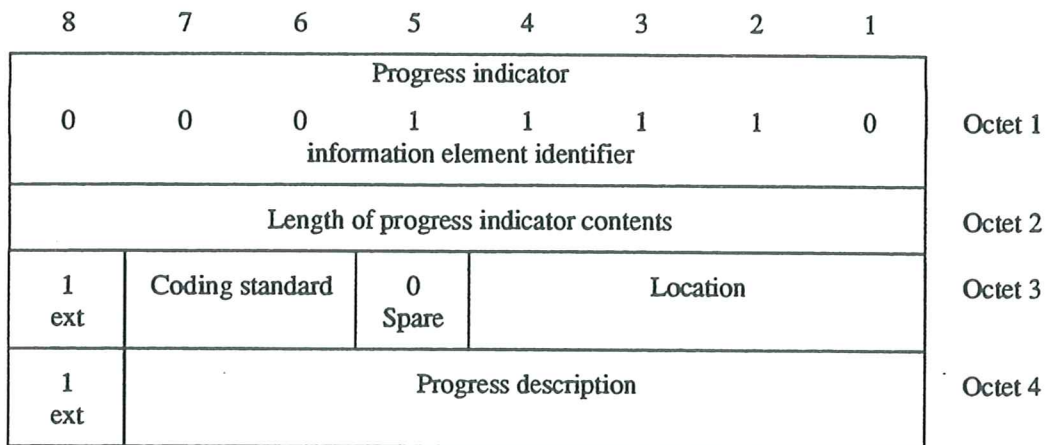 8 7 6 5 4 3 2 1
Progress indicator
0 0 0 1 1 1 1 0 Octet 1
information element identifier
Length of progress indicator contents Octet 2
1 Coding standard 0 Location Octet 3
ext Spare
1 Progress description Octet 4
ext